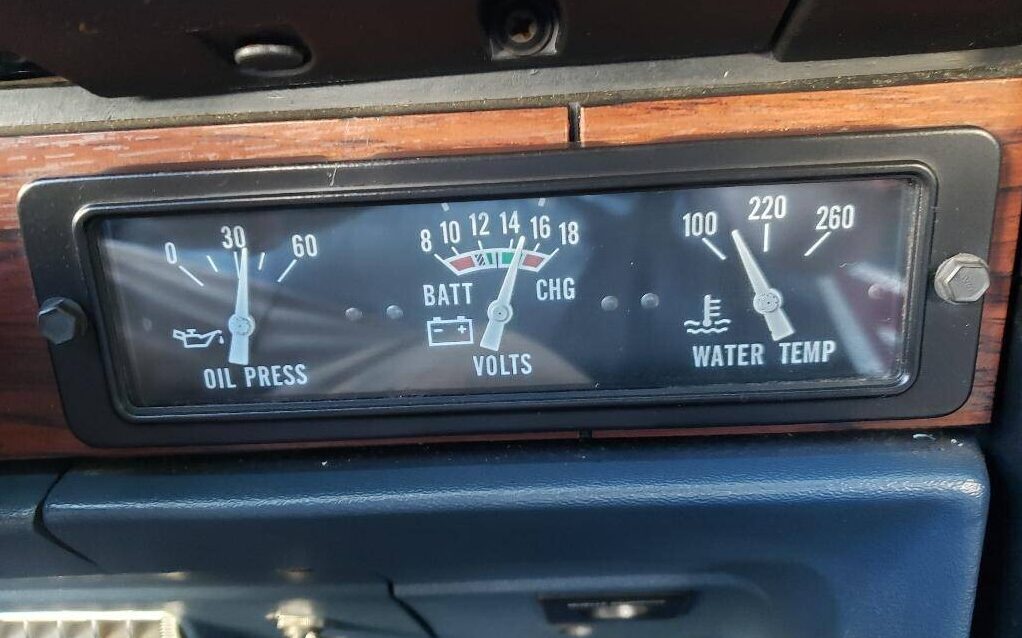 0 30 60
OIL PRESS
8 10 12 14 16 18
BATT CHG
VOLTS
100 220 260
WATER TEMP